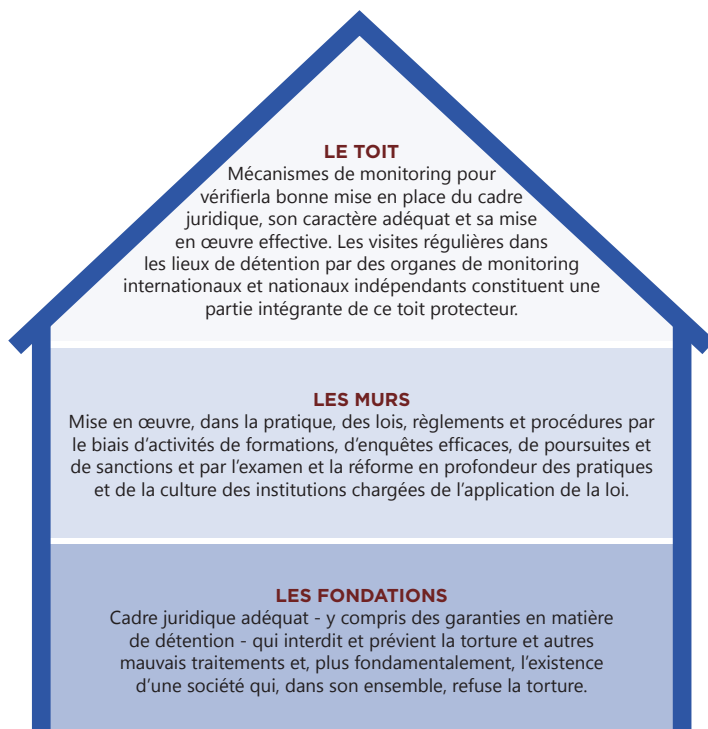 LE TOIT
Mécanismes de monitoring pour
vérifierla bonne mise en place du cadre
juridique, son caractère adéquat et sa mise
en œuvre effective. Les visites régulières dans
les lieux de détention par des organes de monitoring
internationaux et nationaux indépendants constituent une
partie intégrante de ce toit protecteur.
LES MURS
Mise en œuvre, dans la pratique, des lois, règlements et procédures par
le biais d’activités de formations, d’enquêtes efficaces, de poursuites et
de sanctions et par l’examen et la réforme en profondeur des pratiques
et de la culture des institutions chargées de l’application de la loi.
LES FONDATIONS
Cadre juridique adéquat - y compris des garanties en matière
de détention - qui interdit et prévient la torture et autres
mauvais traitements et, plus fondamentalement, l’existence
d’une société qui, dans son ensemble, refuse la torture.